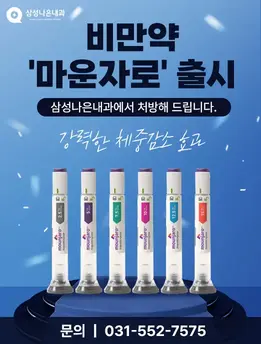 삼성나은내과
비만약
'마운자로' 출시
삼성나은내과에서 처방해 드립니다.
강력한 체중감소 효과
문의 | 031-552-7575